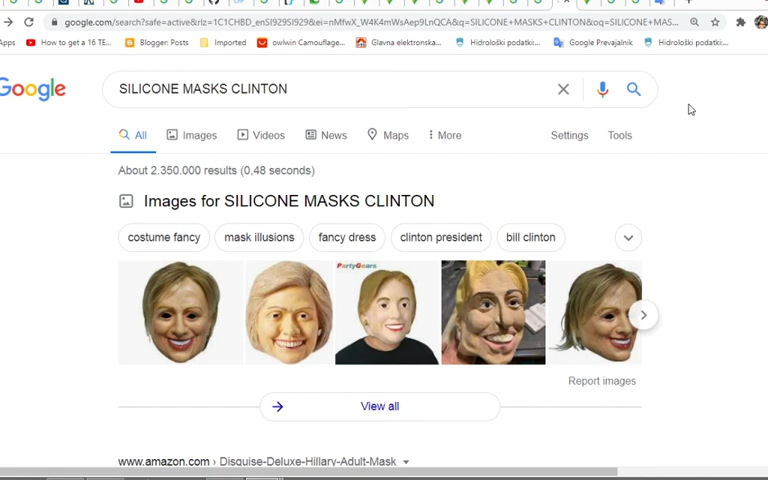 google.com/search?safe=active&rlz=1C1CHBD_enSI929SI929&ei=nMfwX_W4K4mWsAep9LnQCA&q=SILICONE+MASKS+CLINTON&oq=SILICONE+MAS...
Apps How to get a 16 TE... Blogger: Posts Imported owlwin Camouflage... Glavna elektronska... Hidrološki podatki... Google Prevajalnik Hidrološki podatki...
Google SILICONE MASKS CLINTON
All Images Videos News Maps More Settings Tools
About 2.350.000 results (0,48 seconds)
Images for SILICONE MASKS CLINTON
costume fancy mask illusions fancy dress clinton president bill clinton
PartyGears
Report images
View all
www.amazon.com › Disguise-Deluxe-Hillary-Adult-Mask